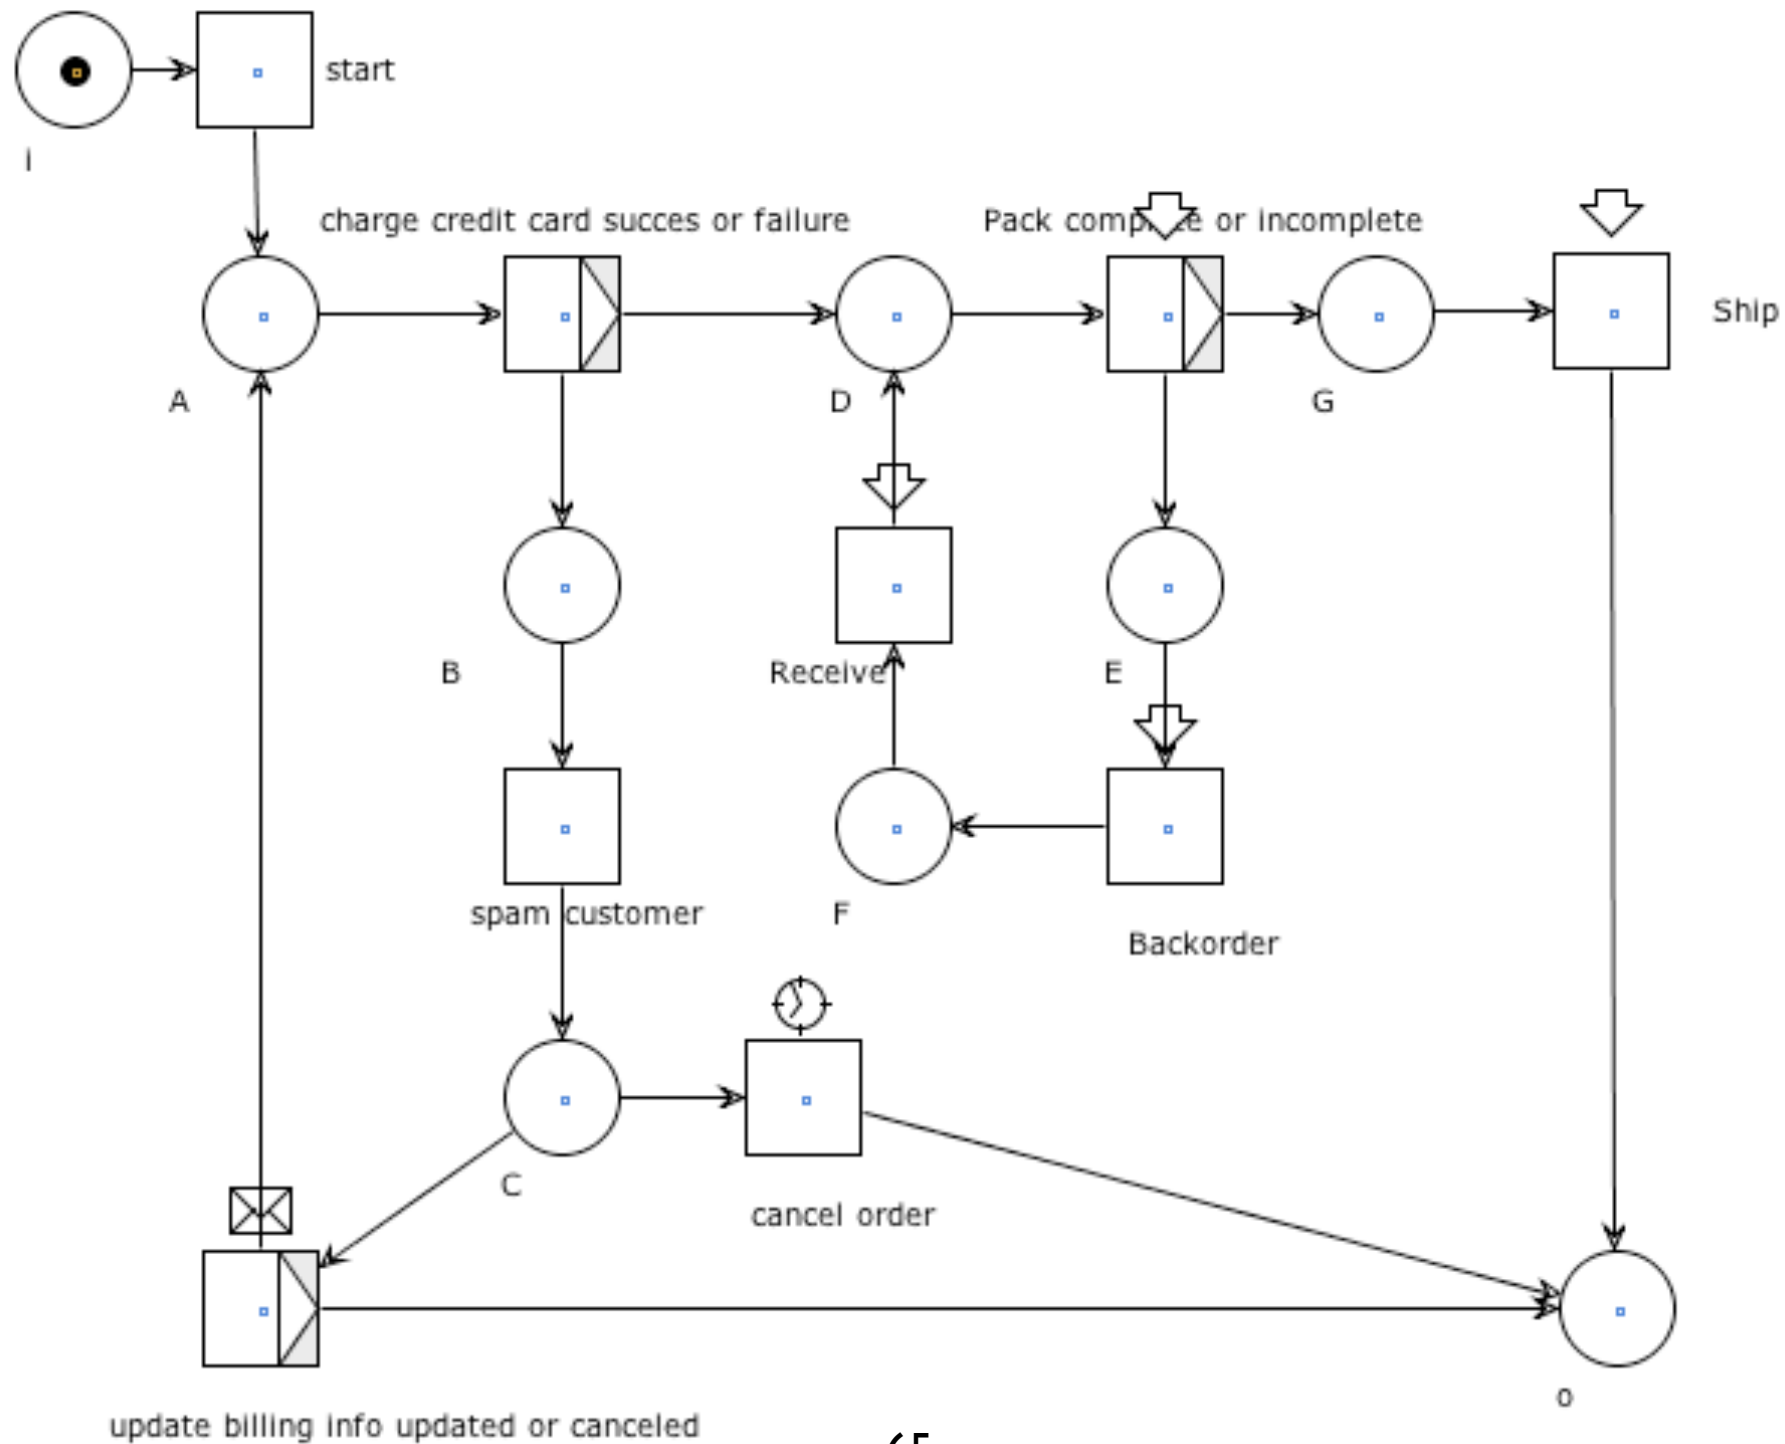 start
i
charge credit card succes or failure
Pack complete or incomplete
Ship
A
D
G
B
Receive
E
spam customer
F
Backorder
C
cancel order
o
update billing info updated or canceled